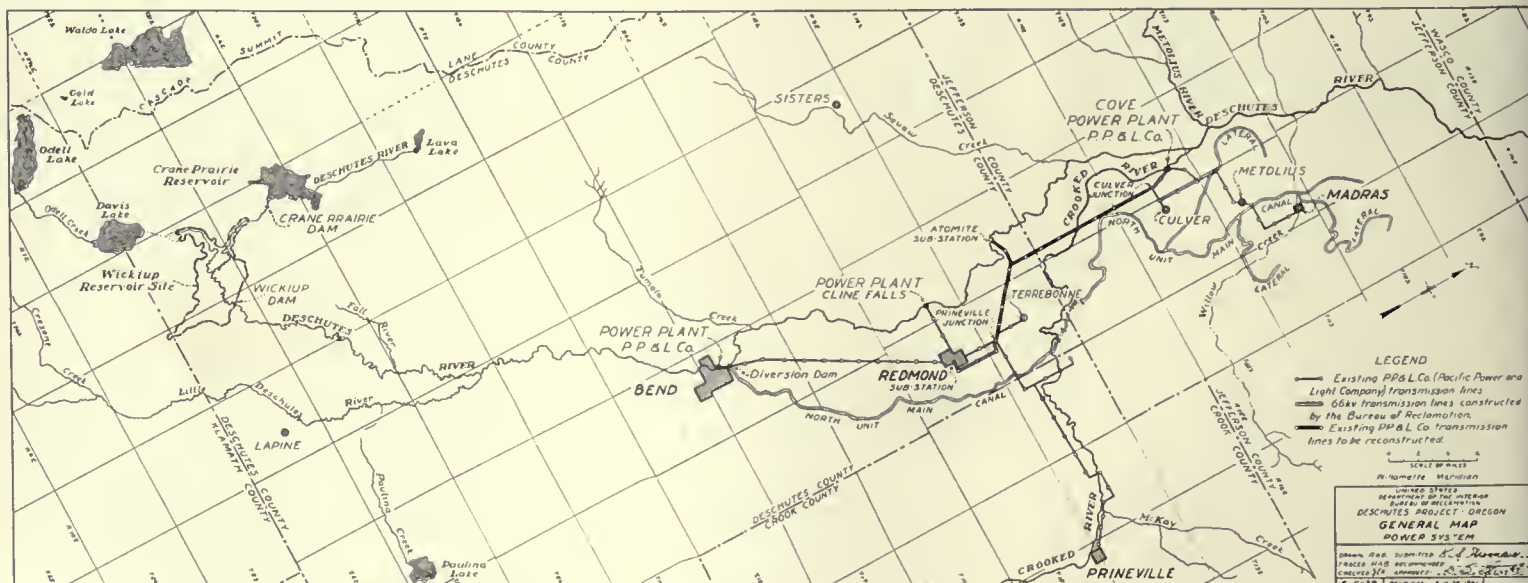 Waldo Lake
Gold
Lake
Odell
Lake
CASCADE
SUMMIT
LANE COUNTY
DESCHUTES COUNTY
Lava
Lake
DESCHUTES RIVER
Crane Prairie
Reservoir
CRANE PRAIRIE
DAM
Davis
Lake
Odell Creek
Wickiup
Reservoir Site
WICKIUP
DAM
DESCHUTES
RIVER
Fall
River
Crescent
Creek
Little
Deschutes
River
LAPINE
DESCHUTES COUNTY
KLAMATH COUNTY
Paulina
Creek
Paulina
Lake
SISTERS
Squaw
Creek
JEFFERSON COUNTY
DESCHUTES COUNTY
Tumalo
Creek
POWER PLANT
P.P.& L. Co.
BEND
Diversion Dam
NORTH UNIT MAIN CANAL
POWER PLANT
CLINE FALLS
PRINEVILLE
JUNCTION
TERREBONNE
REDMOND
SUB-STATION
ATOMITE
SUB-STATION
CROOKED RIVER
COVE
POWER PLANT
P.P.& L. Co.
METOLIUS RIVER
DESCHUTES
RIVER
WASCO COUNTY
JEFFERSON COUNTY
LATERAL
CULVER
JUNCTION
CULVER
METOLIUS
MADRAS
NORTH UNIT MAIN CANAL
LATERAL
LATERAL
Willow Creek
DESCHUTES COUNTY
CROOK COUNTY
JEFFERSON COUNTY
CROOK COUNTY
RIVER
CROOKED
McKay
Creek
PRINEVILLE
LEGEND
Existing P.P.& L.Co. (Pacific Power and
Light Company) transmission lines
66kv transmission lines constructed
by the Bureau of Reclamation.
Existing P.P.& L Co transmission
lines to be reconstructed.
SCALE OF MILES
Willamette Meridian
UNITED STATES
DEPARTMENT OF THE INTERIOR
BUREAU OF RECLAMATION
DESCHUTES PROJECT - OREGON
GENERAL MAP
POWER SYSTEM